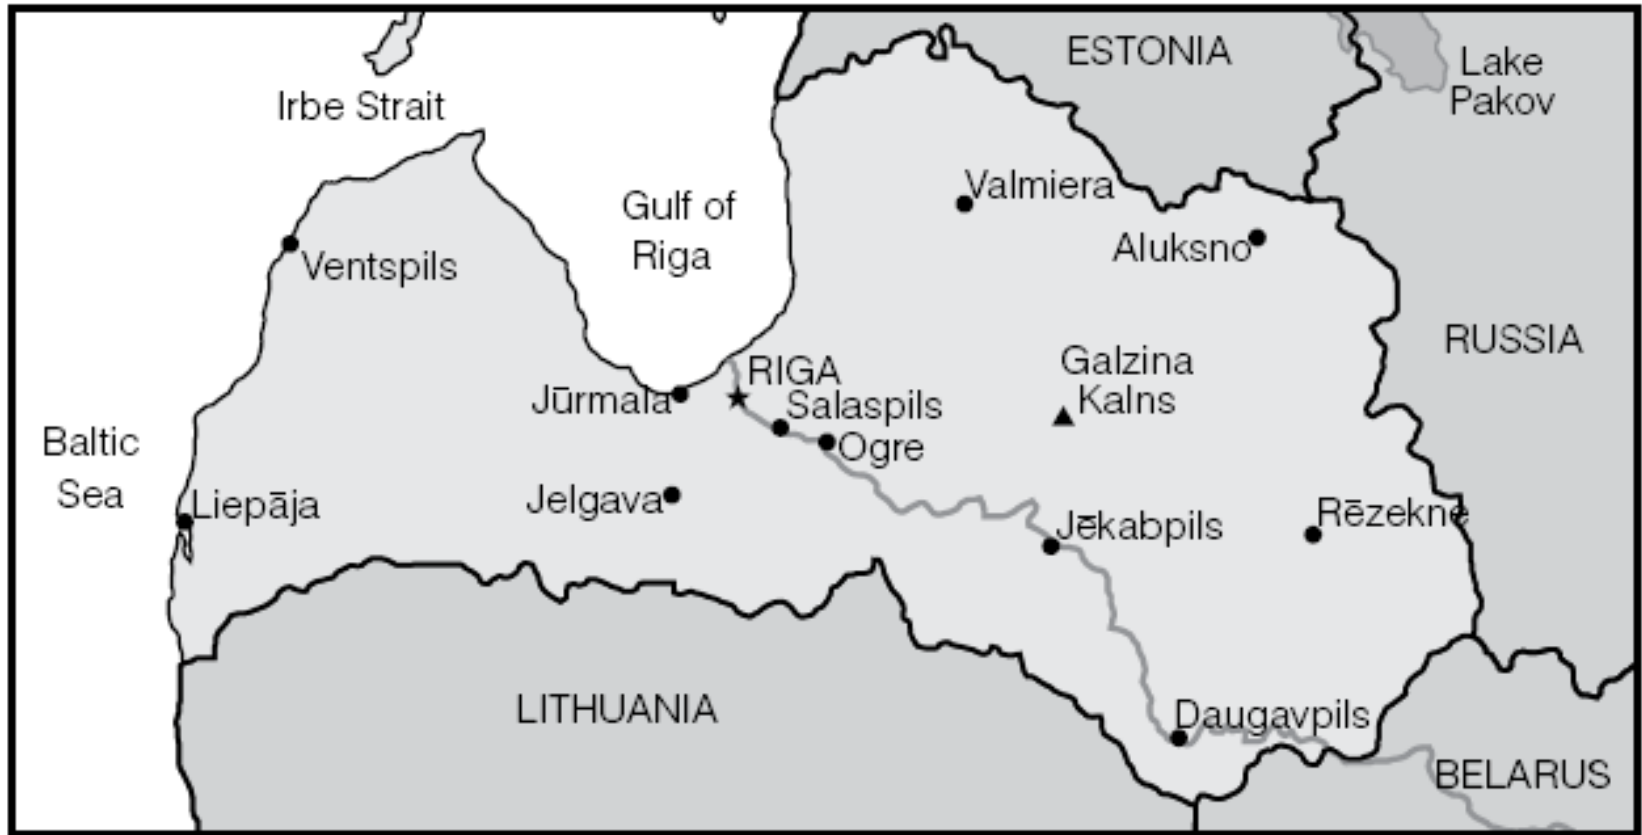 ESTONIA
Lake
Pakov
Irbe Strait
Valmiera
Gulf of
Riga
Aluksno
Ventspils
RUSSIA
Galzina
Kalns
RIGA
Jūrmala
Salaspils
Ogre
Baltic
Sea
Liepāja
Jelgava
Jēkabpils
Rēzekne
LITHUANIA
Daugavpils
BELARUS